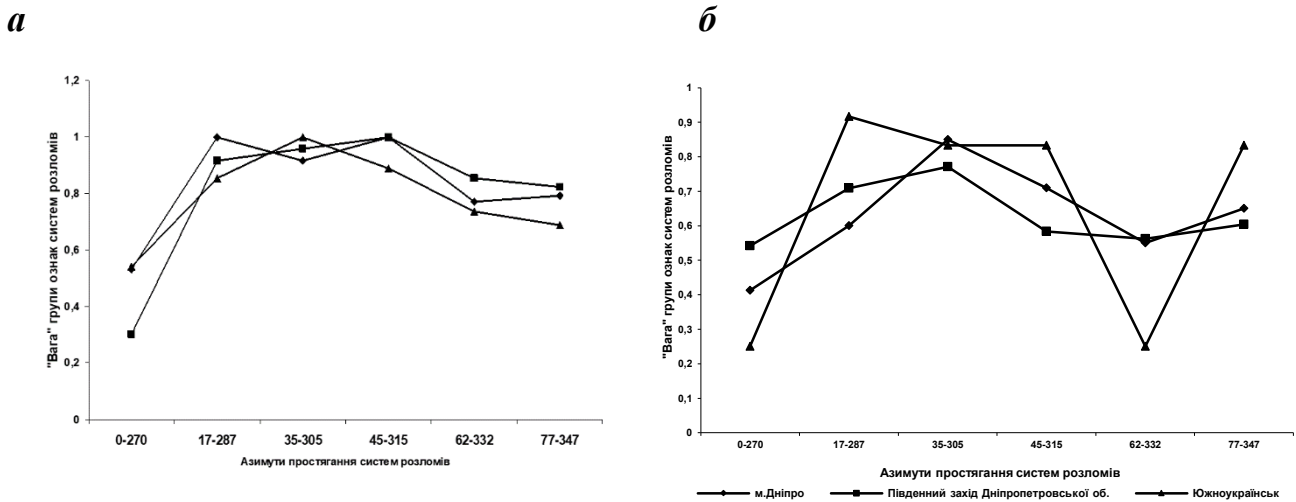 а
б
"Вага" групи ознак систем розломів
1,2
1
0,8
0,6
0,4
0,2
0
0-270 17-287 35-305 45-315 62-332 77-347
Азимути простягання систем розломів
"Вага" групи ознак систем розломів
1
0,9
0,8
0,7
0,6
0,5
0,4
0,3
0,2
0,1
0
0-270 17-287 35-305 45-315 62-332 77-347
Азимути простягання систем розломів
м.Дніпро Південний захід Дніпропетровської об. Южноукраїнськ